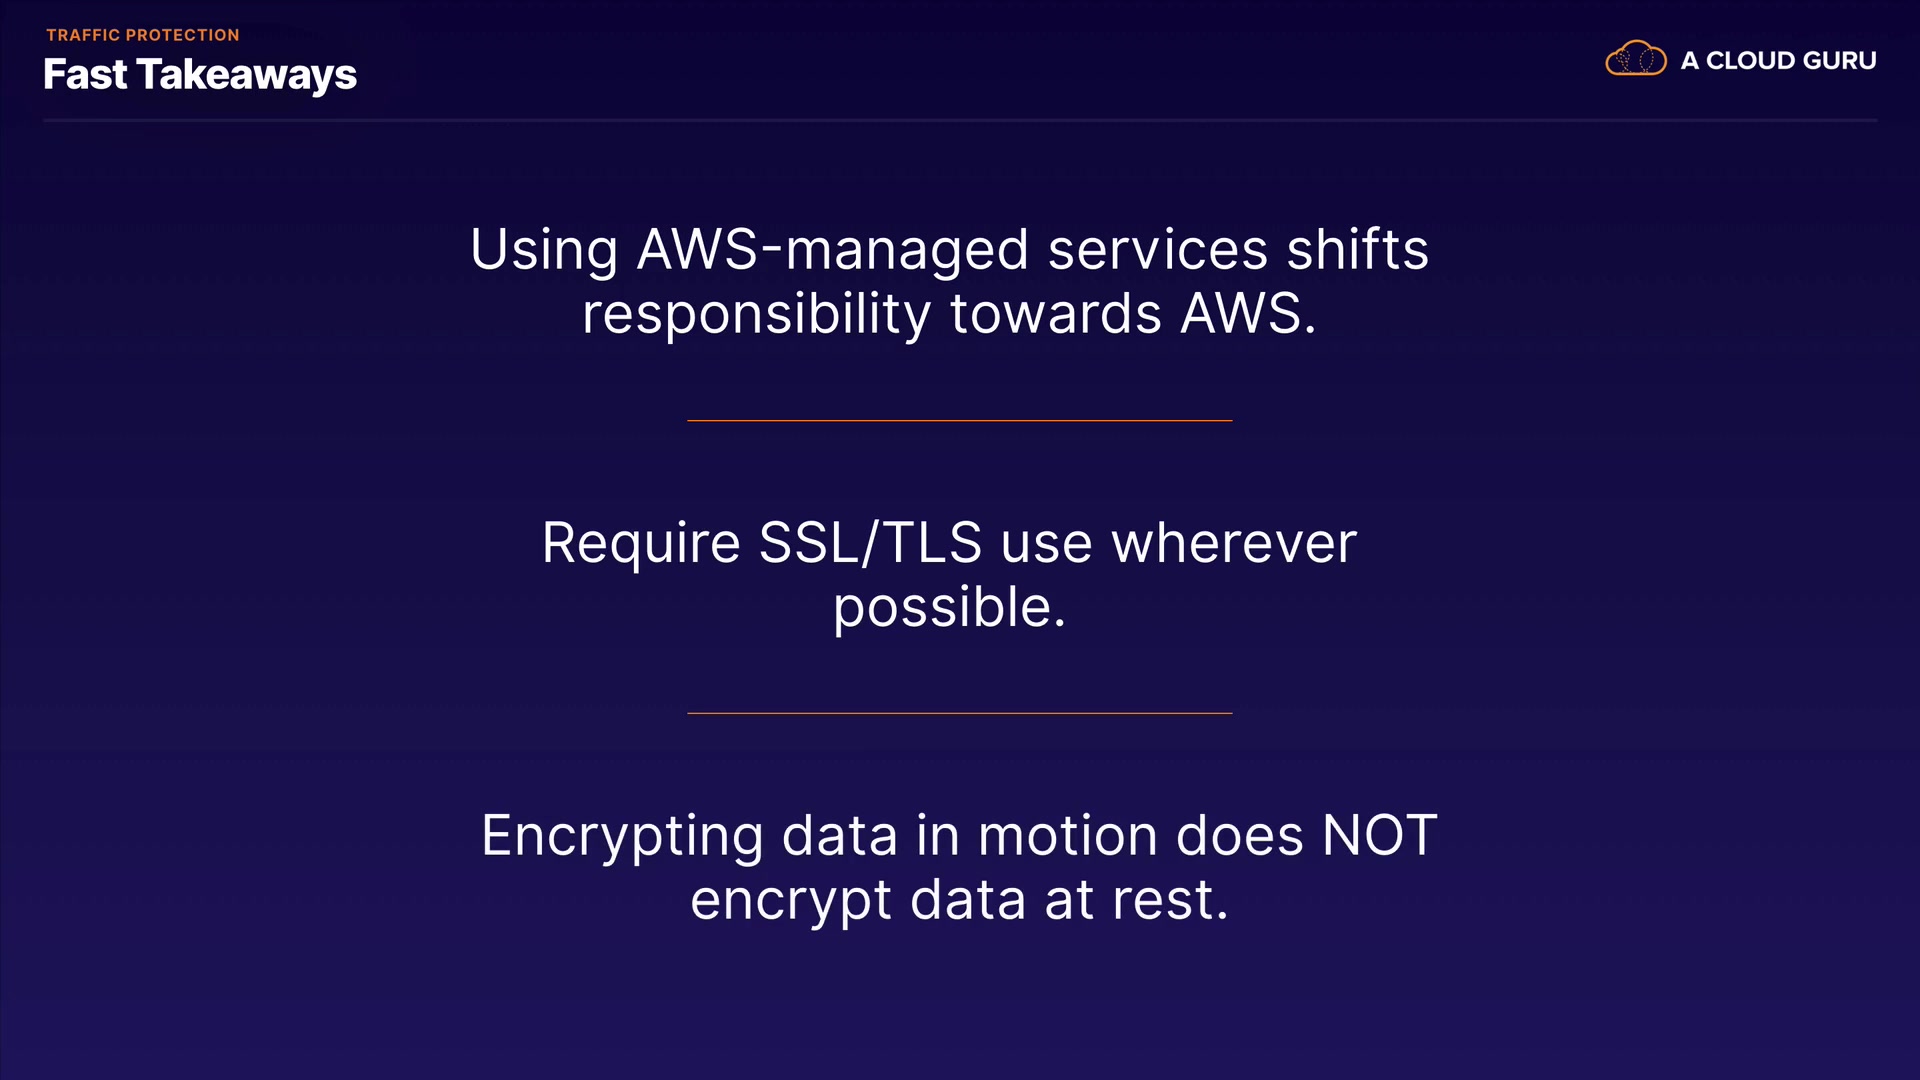 TRAFFIC PROTECTION
Fast Takeaways
A CLOUD GURU
Using AWS-managed services shifts
responsibility towards AWS.
Require SSL/TLS use wherever
possible.
Encrypting data in motion does NOT
encrypt data at rest.